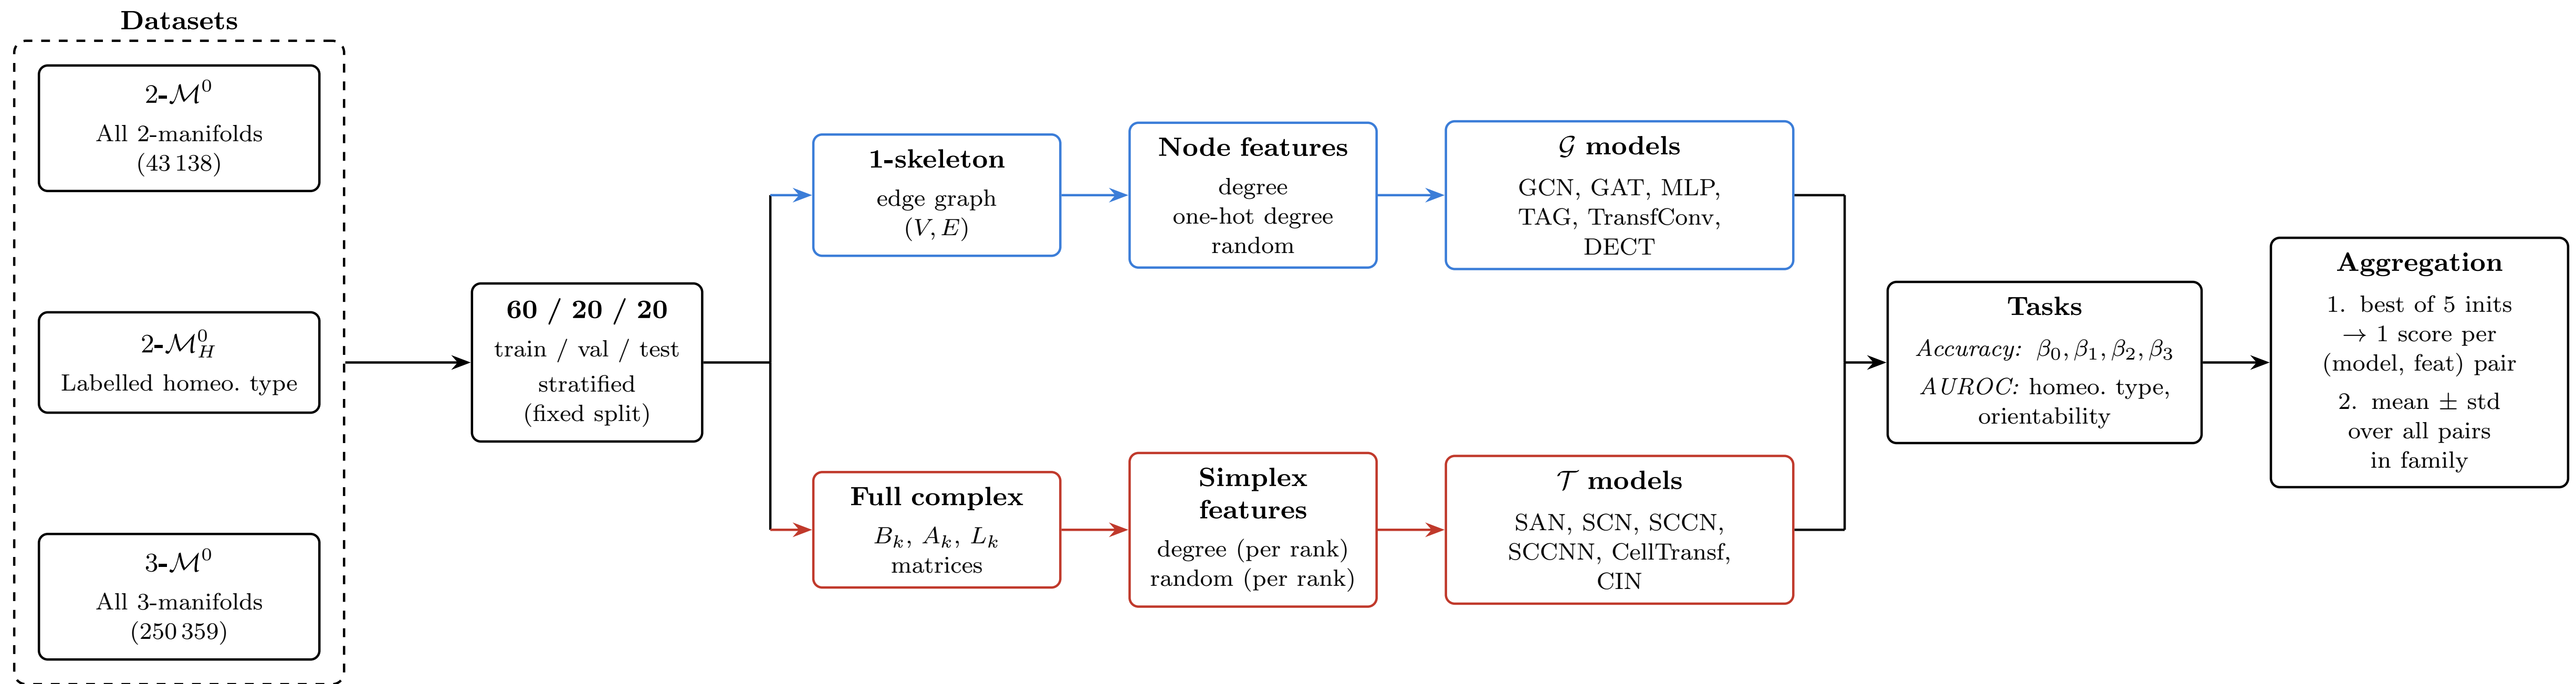 Datasets
2-ℳ⁰
All 2-manifolds
(43 138)
2-ℳ⁰_H
Labelled homeo. type
3-ℳ⁰
All 3-manifolds
(250 359)
60 / 20 / 20
train / val / test
stratified
(fixed split)
1-skeleton
edge graph
(V, E)
Node features
degree
one-hot degree
random
𝒢 models
GCN, GAT, MLP,
TAG, TransfConv,
DECT
Full complex
B_k, A_k, L_k
matrices
Simplex
features
degree (per rank)
random (per rank)
𝒯 models
SAN, SCN, SCCN,
SCCNN, CellTransf,
CIN
Tasks
Accuracy: β₀, β₁, β₂, β₃
AUROC: homeo. type,
orientability
Aggregation
1. best of 5 inits
→ 1 score per
(model, feat) pair
2. mean ± std
over all pairs
in family